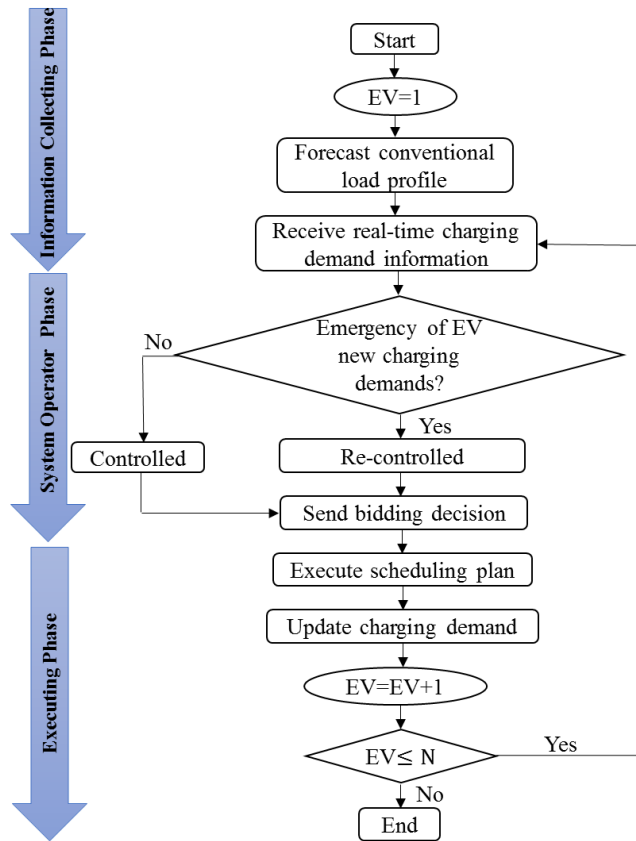 Information Collecting Phase
System Operator Phase
Executing Phase
Start
EV=1
Forecast conventional
load profile
Receive real-time charging
demand information
Emergency of EV
new charging
demands?
No
Yes
Controlled
Re-controlled
Send bidding decision
Execute scheduling plan
Update charging demand
EV=EV+1
EV≤ N
Yes
No
End